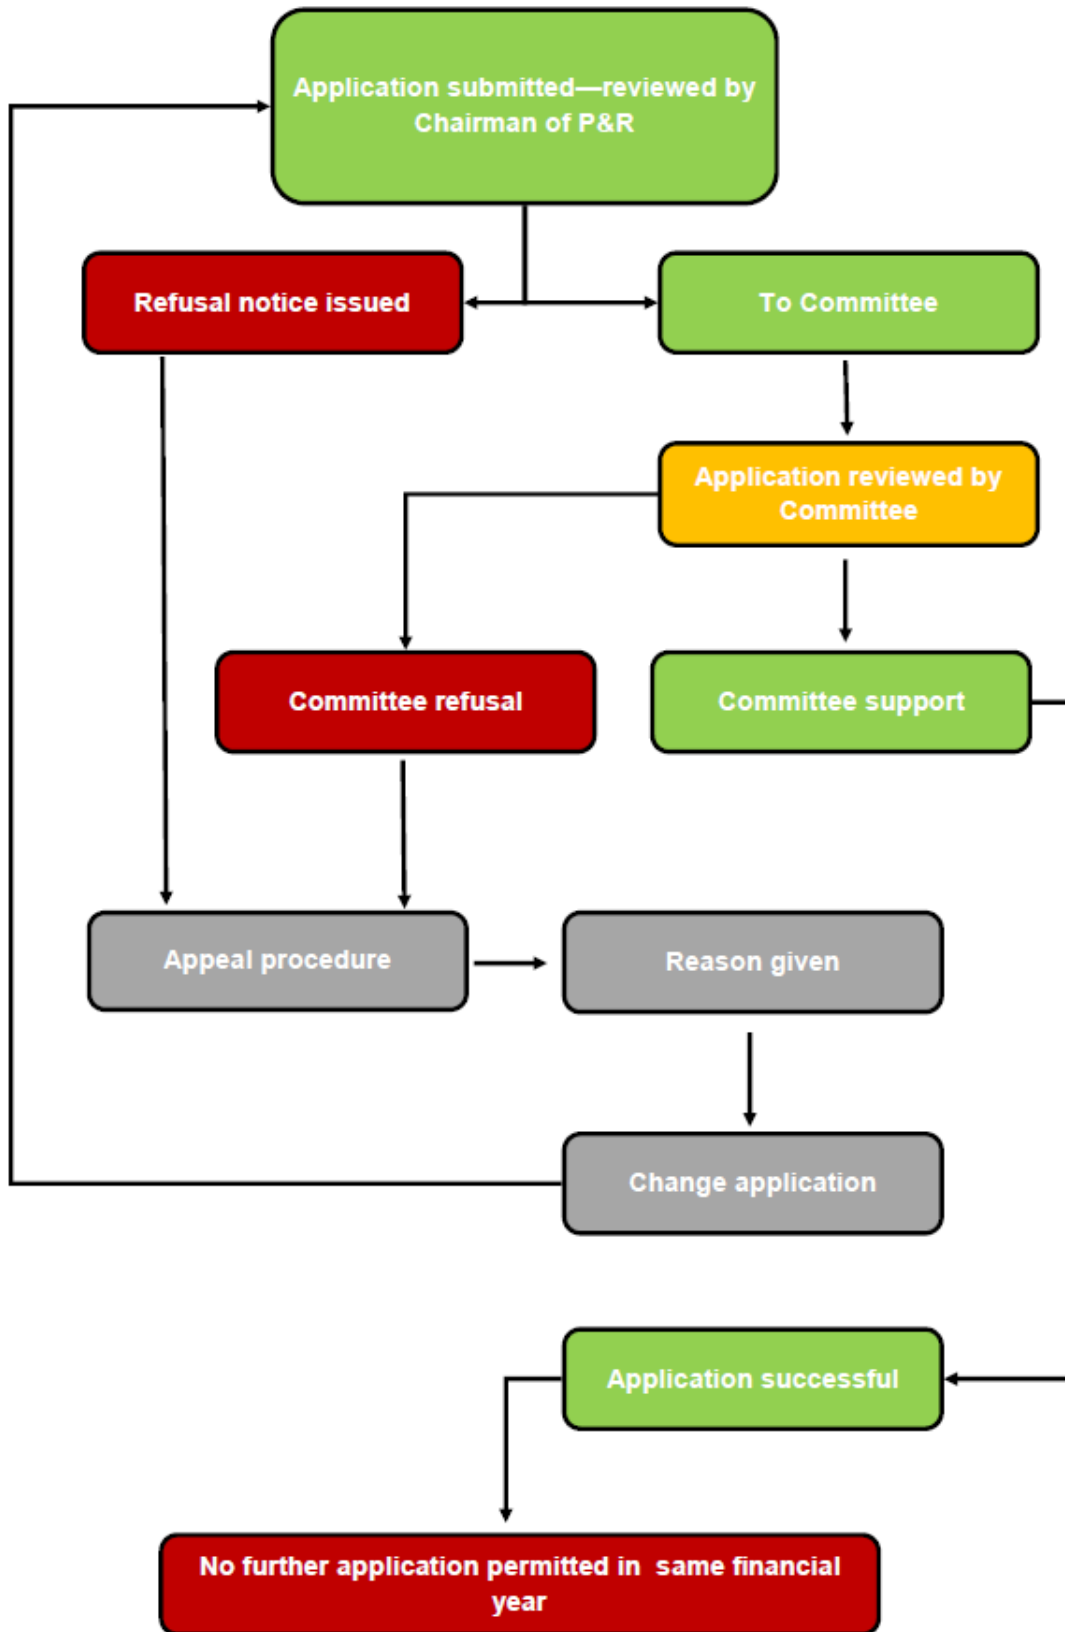 Application submitted—reviewed by
Chairman of P&R
Refusal notice issued
To Committee
Application reviewed by
Committee
Committee refusal
Committee support
Appeal procedure
Reason given
Change application
Application successful
No further application permitted in  same financial
year